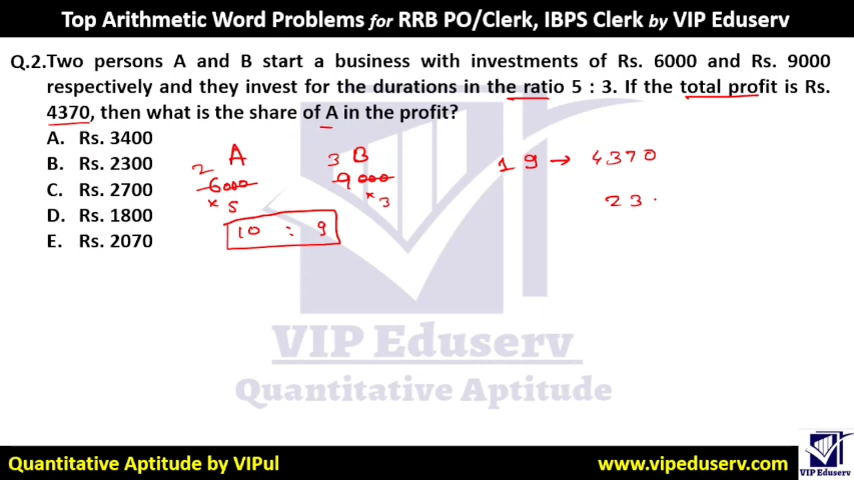 Top Arithmetic Word Problems for RRB PO/Clerk, IBPS Clerk by VIP Eduserv
Q.2.Two persons A and B start a business with investments of Rs. 6000 and Rs. 9000
respectively and they invest for the durations in the ratio 5 : 3. If the total profit is Rs.
4370, then what is the share of A in the profit?
A. Rs. 3400
B. Rs. 2300
C. Rs. 2700
D. Rs. 1800
E. Rs. 2070
A B
2 3
6000 9000
× 5 × 3
10 : 9
19 → 4370
23.
VIP Eduserv
Quantitative Aptitude
Quantitative Aptitude by VIPul
www.vipeduserv.com
VIP Eduserv